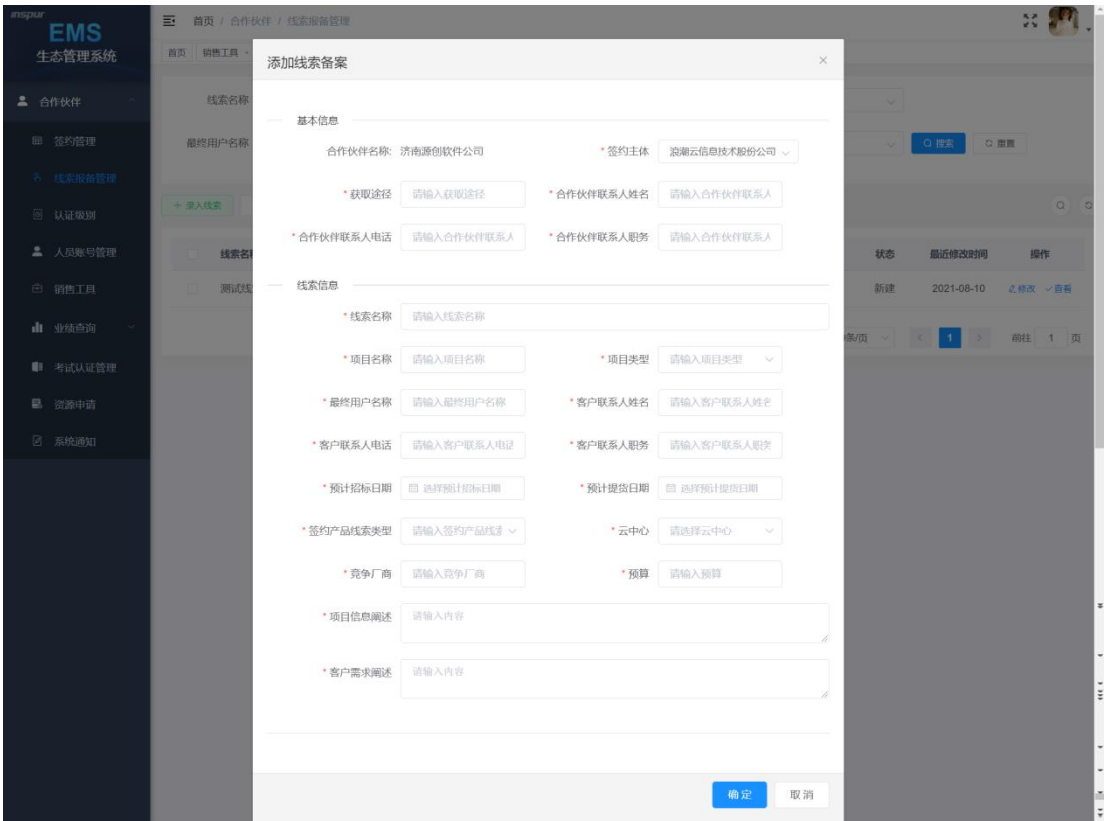 inspur
EMS
生态管理系统
首页 / 合作伙伴 / 线索报备管理
首页 销售工具
合作伙伴
签约管理
线索报备管理
认证级别
人员账号管理
销售工具
业绩查询
考试认证管理
资源申请
系统通知
线索名称
最终用户名称
搜索 重置
+ 录入线索
线索名称 状态 最近修改时间 操作
测试线 新建 2021-08-10 修改 查看
条/页 < 1 > 前往 1 页
添加线索备案 ×
基本信息
合作伙伴名称: 济南源创软件公司 * 签约主体 浪潮云信息技术股份公司
* 获取途径 请输入获取途径 * 合作伙伴联系人姓名 请输入合作伙伴联系人
* 合作伙伴联系人电话 请输入合作伙伴联系人 * 合作伙伴联系人职务 请输入合作伙伴联系人
线索信息
* 线索名称 请输入线索名称
* 项目名称 请输入项目名称 * 项目类型 请输入项目类型
* 最终用户名称 请输入最终用户名称 * 客户联系人姓名 请输入客户联系人姓名
* 客户联系人电话 请输入客户联系人电话 * 客户联系人职务 请输入客户联系人职务
* 预计招标日期 选择预计招标日期 * 预计提货日期 选择预计提货日期
* 签约产品线索类型 请输入签约产品线索 * 云中心 请选择云中心
* 竞争厂商 请输入竞争厂商 * 预算 请输入预算
* 项目信息阐述 请输入内容
* 客户需求阐述 请输入内容
确定 取消